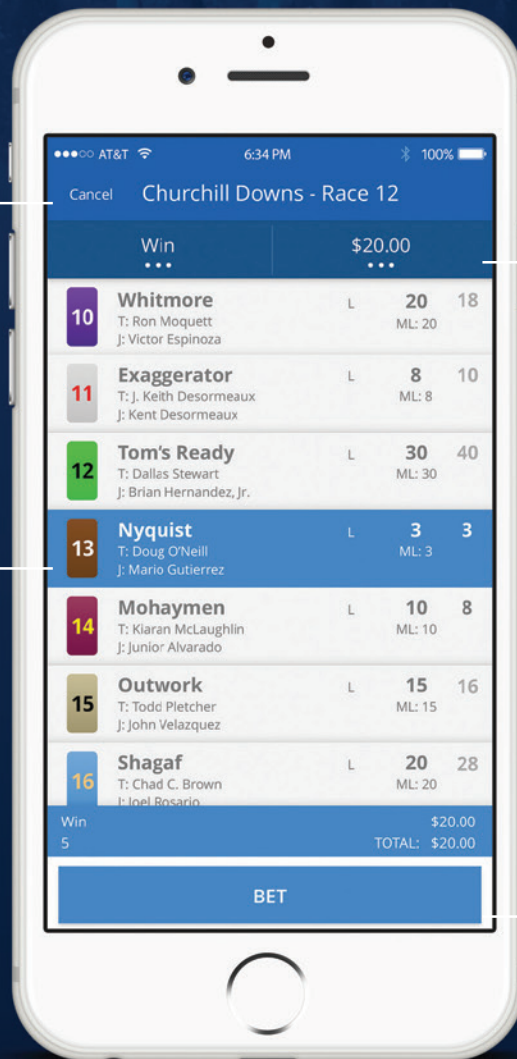 AT&T 6:34 PM 100%
Cancel Churchill Downs - Race 12
Win $20.00
10 Whitmore L 20 18
T: Ron Moquett ML: 20
J: Victor Espinoza
11 Exaggerator L 8 10
T: J. Keith Desormeaux ML: 8
J: Kent Desormeaux
12 Tom's Ready L 30 40
T: Dallas Stewart ML: 30
J: Brian Hernandez, Jr.
13 Nyquist L 3 3
T: Doug O'Neill ML: 3
J: Mario Gutierrez
14 Mohaymen L 10 8
T: Kiaran McLaughlin ML: 10
J: Junior Alvarado
15 Outwork L 15 16
T: Todd Pletcher ML: 15
J: John Velazquez
16 Shagaf L 20 28
T: Chad C. Brown ML: 20
J: Joel Rosario
Win $20.00
5 TOTAL: $20.00
BET